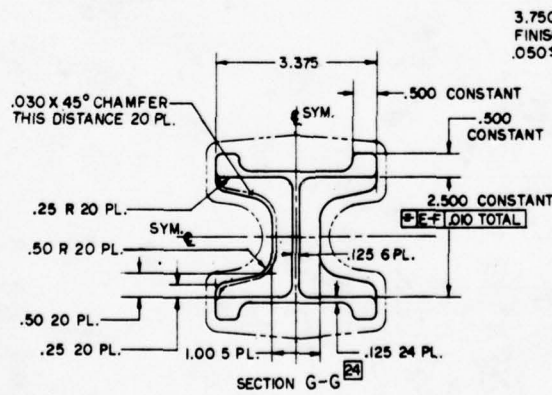 3.750
FINIS
.050
3.375
.500 CONSTANT
SYM.
.030 X 45° CHAMFER
THIS DISTANCE 20 PL.
.500
CONSTANT
.25 R 20 PL.
2.500 CONSTANT
E-F .010 TOTAL
SYM.
.50 R 20 PL.
.125 6 PL.
.50 20 PL.
.25 20 PL.
1.00 5 PL.
.125 24 PL.
SECTION G-G 24